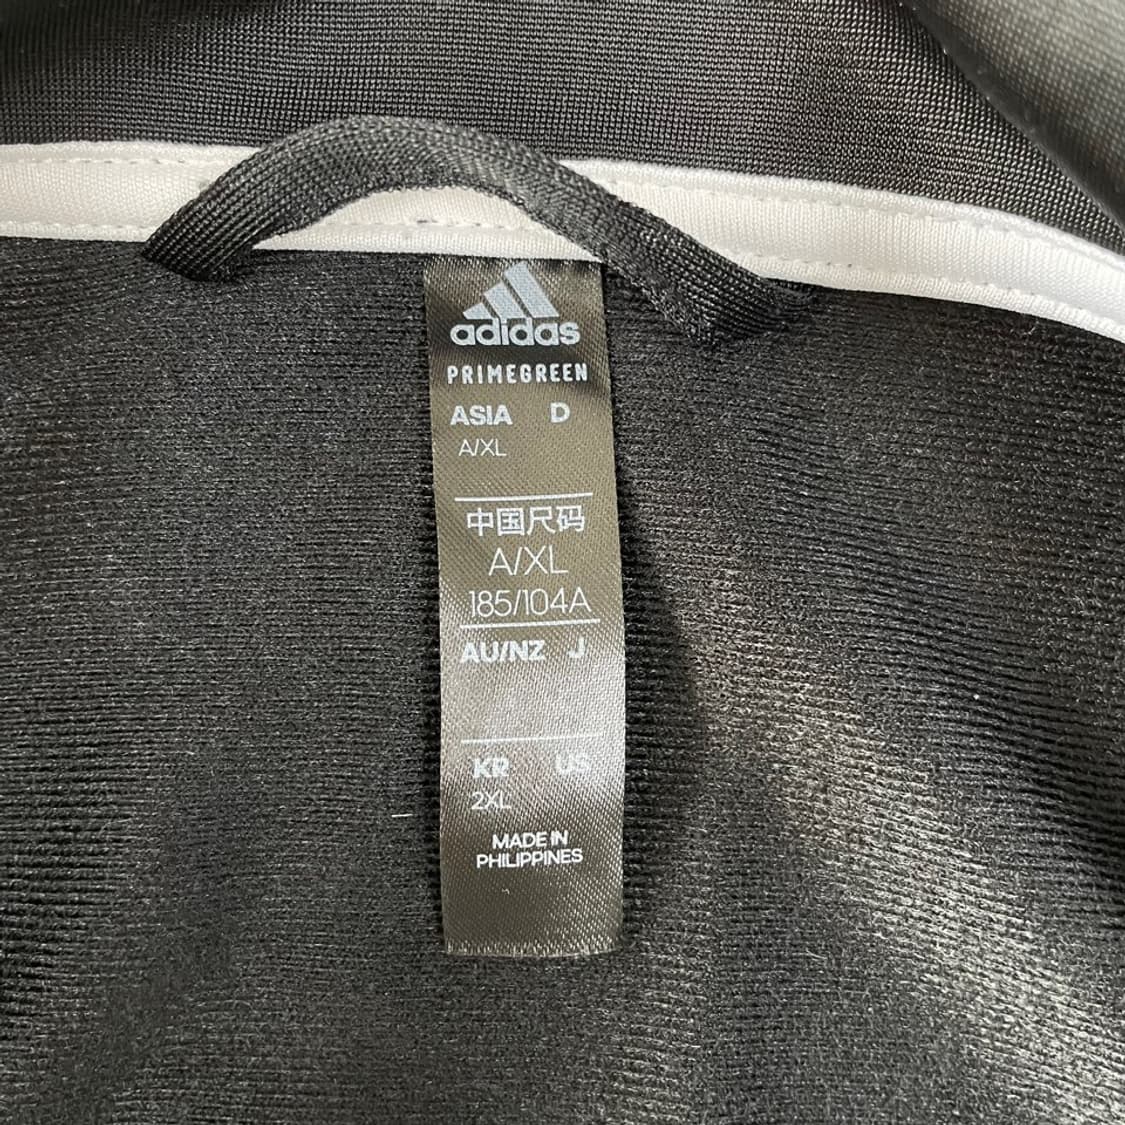 adidas
PRIMEGREEN
ASIA D
A/XL
中国尺码
A/XL
185/104A
AU/NZ J
KR US
2XL
MADE IN
PHILIPPINES